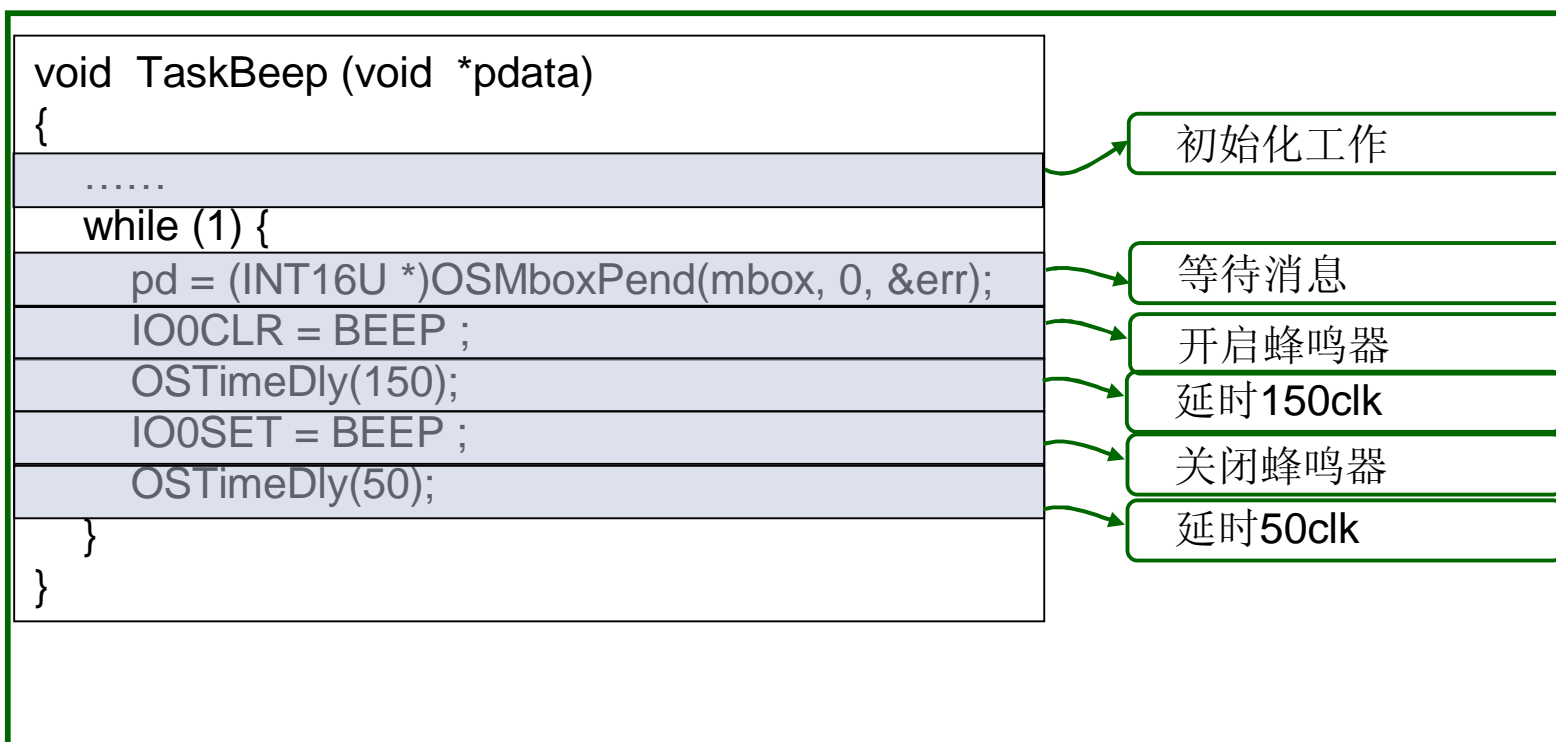 void  TaskBeep (void  *pdata)
{
……
while (1) {
pd = (INT16U *)OSMboxPend(mbox, 0, &err);
IO0CLR = BEEP ;
OSTimeDly(150);
IO0SET = BEEP ;
OSTimeDly(50);
}
}
初始化工作
等待消息
开启蜂鸣器
延时150clk
关闭蜂鸣器
延时50clk